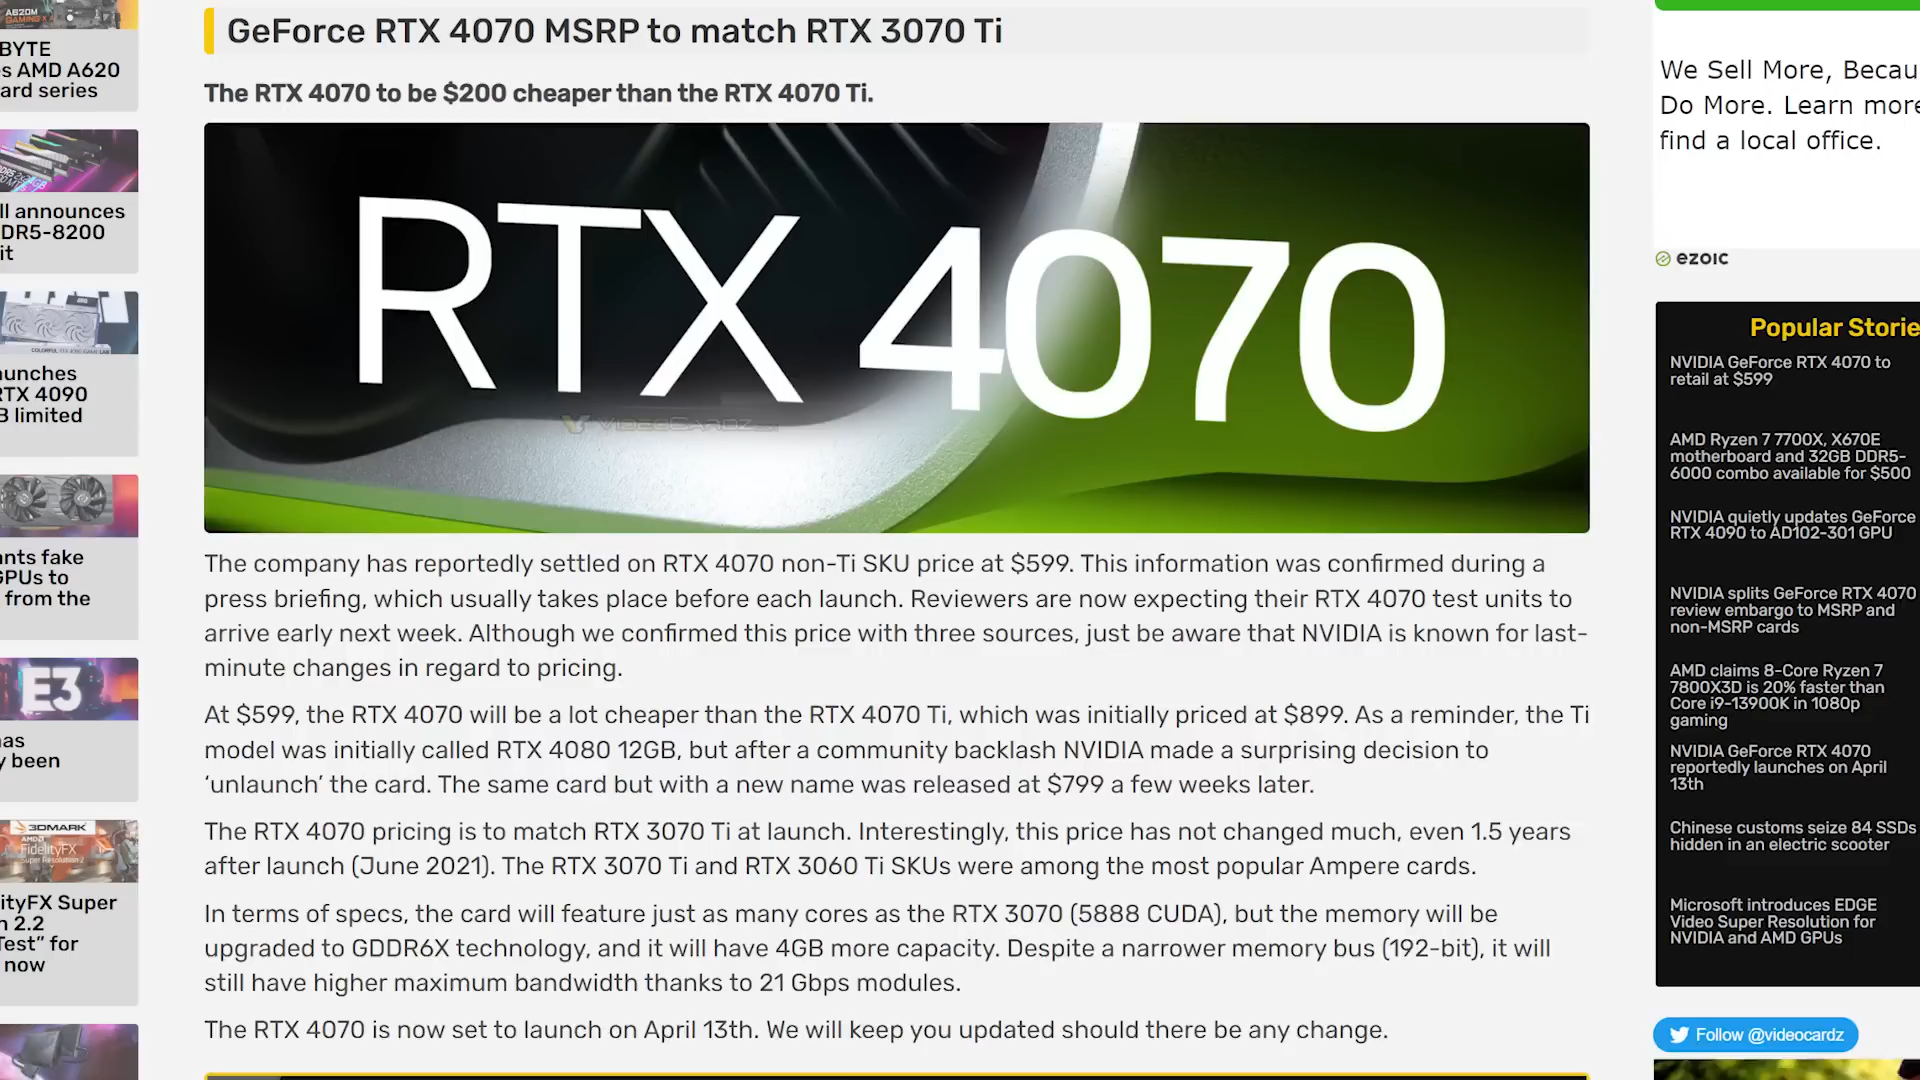 GeForce RTX 4070 MSRP to match RTX 3070 Ti
The RTX 4070 to be $200 cheaper than the RTX 4070 Ti.
RTX 4070
VIDEOCARDZ
The company has reportedly settled on RTX 4070 non-Ti SKU price at $599. This information was confirmed during a
press briefing, which usually takes place before each launch. Reviewers are now expecting their RTX 4070 test units to
arrive early next week. Although we confirmed this price with three sources, just be aware that NVIDIA is known for last-
minute changes in regard to pricing.
At $599, the RTX 4070 will be a lot cheaper than the RTX 4070 Ti, which was initially priced at $899. As a reminder, the Ti
model was initially called RTX 4080 12GB, but after a community backlash NVIDIA made a surprising decision to
‘unlaunch’ the card. The same card but with a new name was released at $799 a few weeks later.
The RTX 4070 pricing is to match RTX 3070 Ti at launch. Interestingly, this price has not changed much, even 1.5 years
after launch (June 2021). The RTX 3070 Ti and RTX 3060 Ti SKUs were among the most popular Ampere cards.
In terms of specs, the card will feature just as many cores as the RTX 3070 (5888 CUDA), but the memory will be
upgraded to GDDR6X technology, and it will have 4GB more capacity. Despite a narrower memory bus (192-bit), it will
still have higher maximum bandwidth thanks to 21 Gbps modules.
The RTX 4070 is now set to launch on April 13th. We will keep you updated should there be any change.
A620M
BYTE
s AMD A620
ard series
ll announces
DR5-8200
it
COLORFUL RTX 4090 GAME LAB
aunches
RTX 4090
B limited
ants fake
GPUs to
from the
E3
has
y been
3DMARK
AMD
FidelityFX
Super Resolution 2
ityFX Super
n 2.2
Test” for
now
We Sell More, Becau
Do More. Learn more
find a local office.
ezoic
Popular Storie
NVIDIA GeForce RTX 4070 to
retail at $599
AMD Ryzen 7 7700X, X670E
motherboard and 32GB DDR5-
6000 combo available for $500
NVIDIA quietly updates GeForce
RTX 4090 to AD102-301 GPU
NVIDIA splits GeForce RTX 4070
review embargo to MSRP and
non-MSRP cards
AMD claims 8-Core Ryzen 7
7800X3D is 20% faster than
Core i9-13900K in 1080p
gaming
NVIDIA GeForce RTX 4070
reportedly launches on April
13th
Chinese customs seize 84 SSDs
hidden in an electric scooter
Microsoft introduces EDGE
Video Super Resolution for
NVIDIA and AMD GPUs
Follow @videocardz